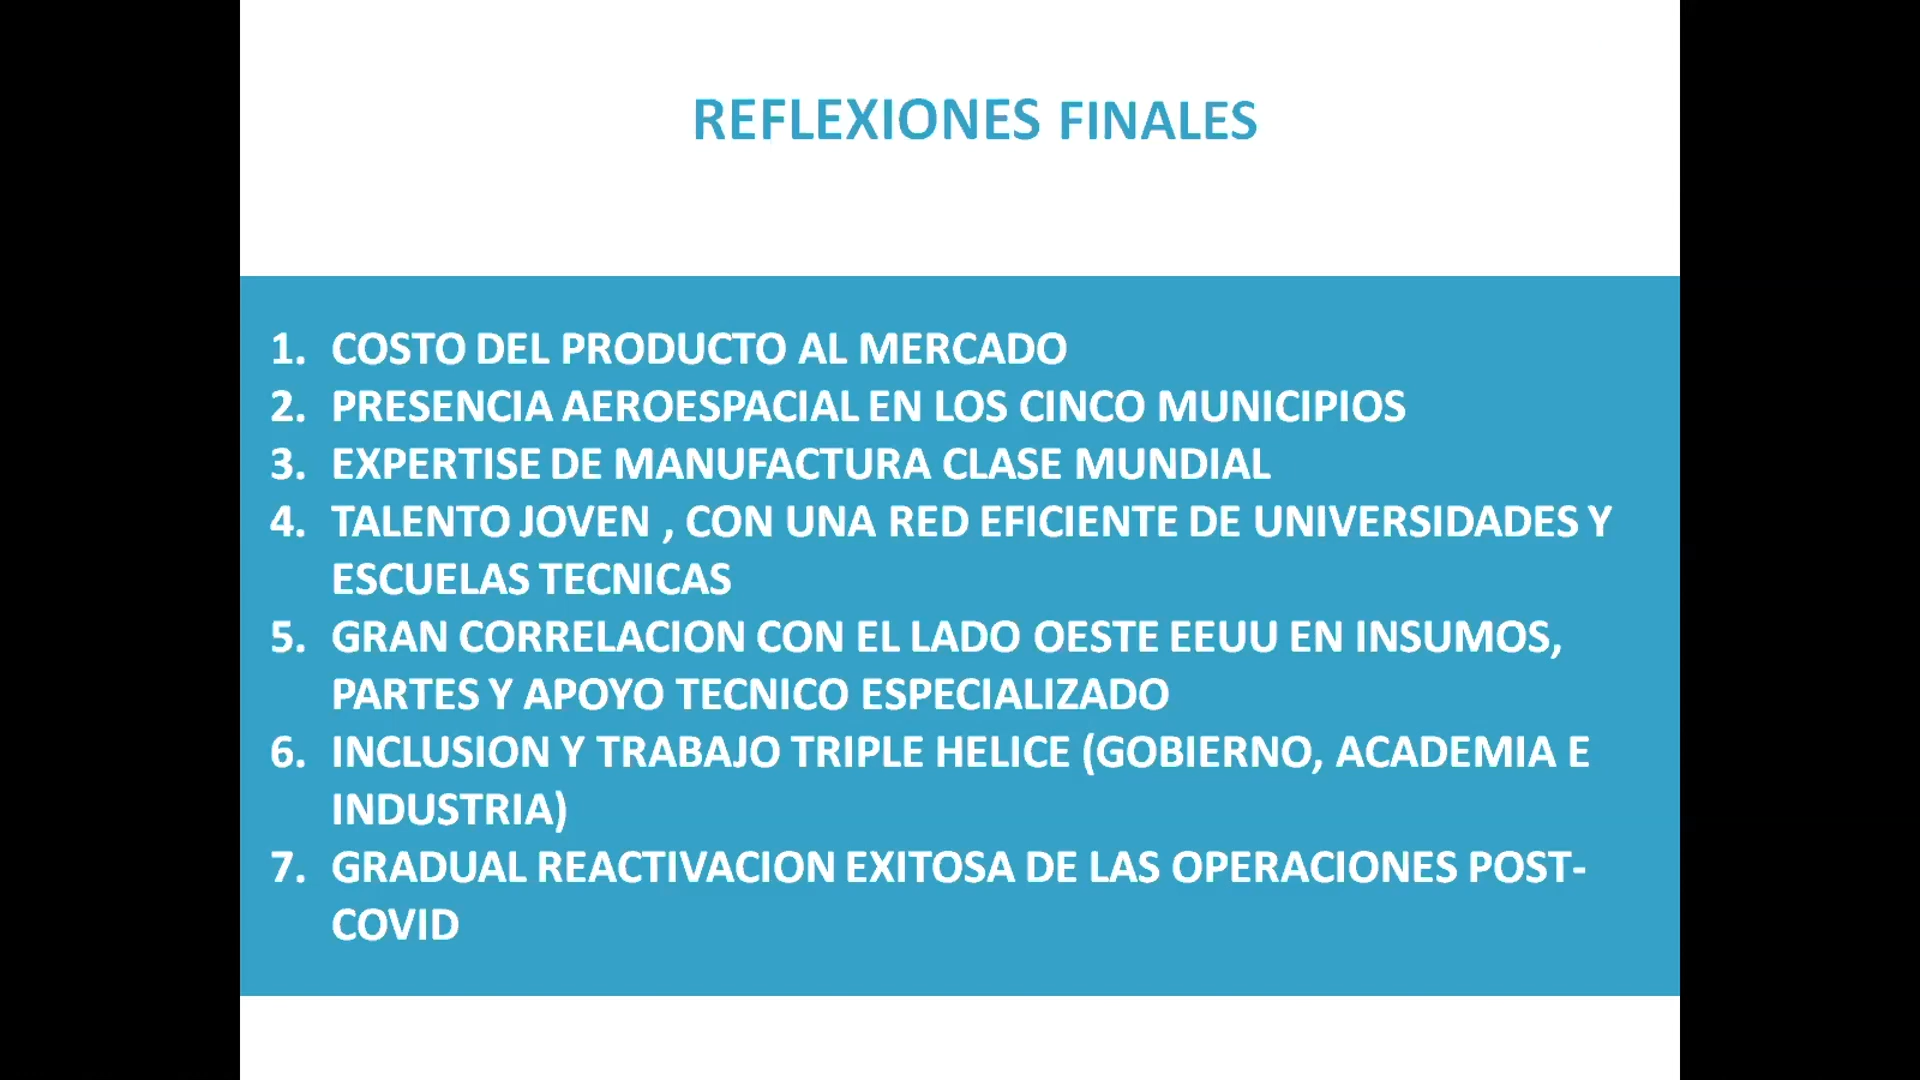 REFLEXIONES FINALES
1. COSTO DEL PRODUCTO AL MERCADO
2. PRESENCIA AEROESPACIAL EN LOS CINCO MUNICIPIOS
3. EXPERTISE DE MANUFACTURA CLASE MUNDIAL
4. TALENTO JOVEN , CON UNA RED EFICIENTE DE UNIVERSIDADES Y
ESCUELAS TECNICAS
5. GRAN CORRELACION CON EL LADO OESTE EEUU EN INSUMOS,
PARTES Y APOYO TECNICO ESPECIALIZADO
6. INCLUSION Y TRABAJO TRIPLE HELICE (GOBIERNO, ACADEMIA E
INDUSTRIA)
7. GRADUAL REACTIVACION EXITOSA DE LAS OPERACIONES POST-
COVID